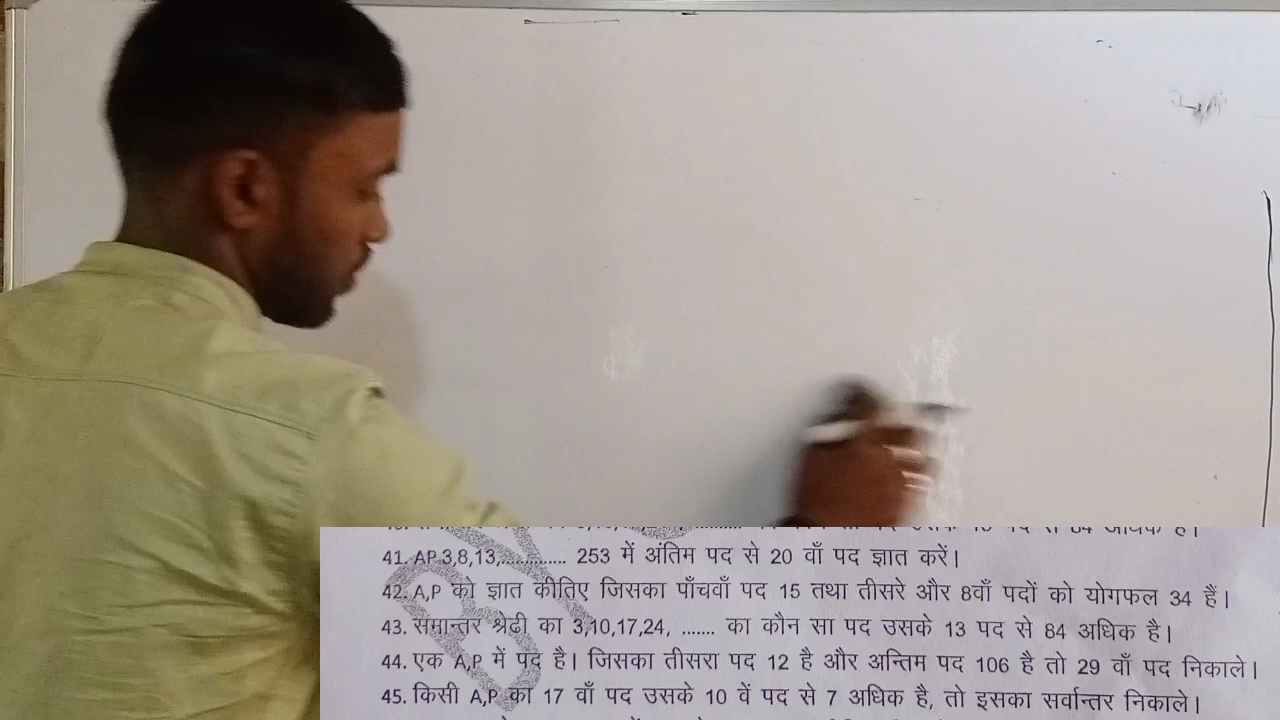 41. AP 3,8,13,............ 253 में अंतिम पद से 20 वाँ पद ज्ञात करें।
42. A,P को ज्ञात कीतिए जिसका पाँचवाँ पद 15 तथा तीसरे और 8वाँ पदों को योगफल 34 हैं।
43. समान्तर श्रेढी का 3,10,17,24, ....... का कौन सा पद उसके 13 पद से 84 अधिक है।
44. एक A,P में पद है। जिसका तीसरा पद 12 है और अन्तिम पद 106 है तो 29 वाँ पद निकाले।
45. किसी A,P का 17 वाँ पद उसके 10 वें पद से 7 अधिक है, तो इसका सर्वान्तर निकाले।